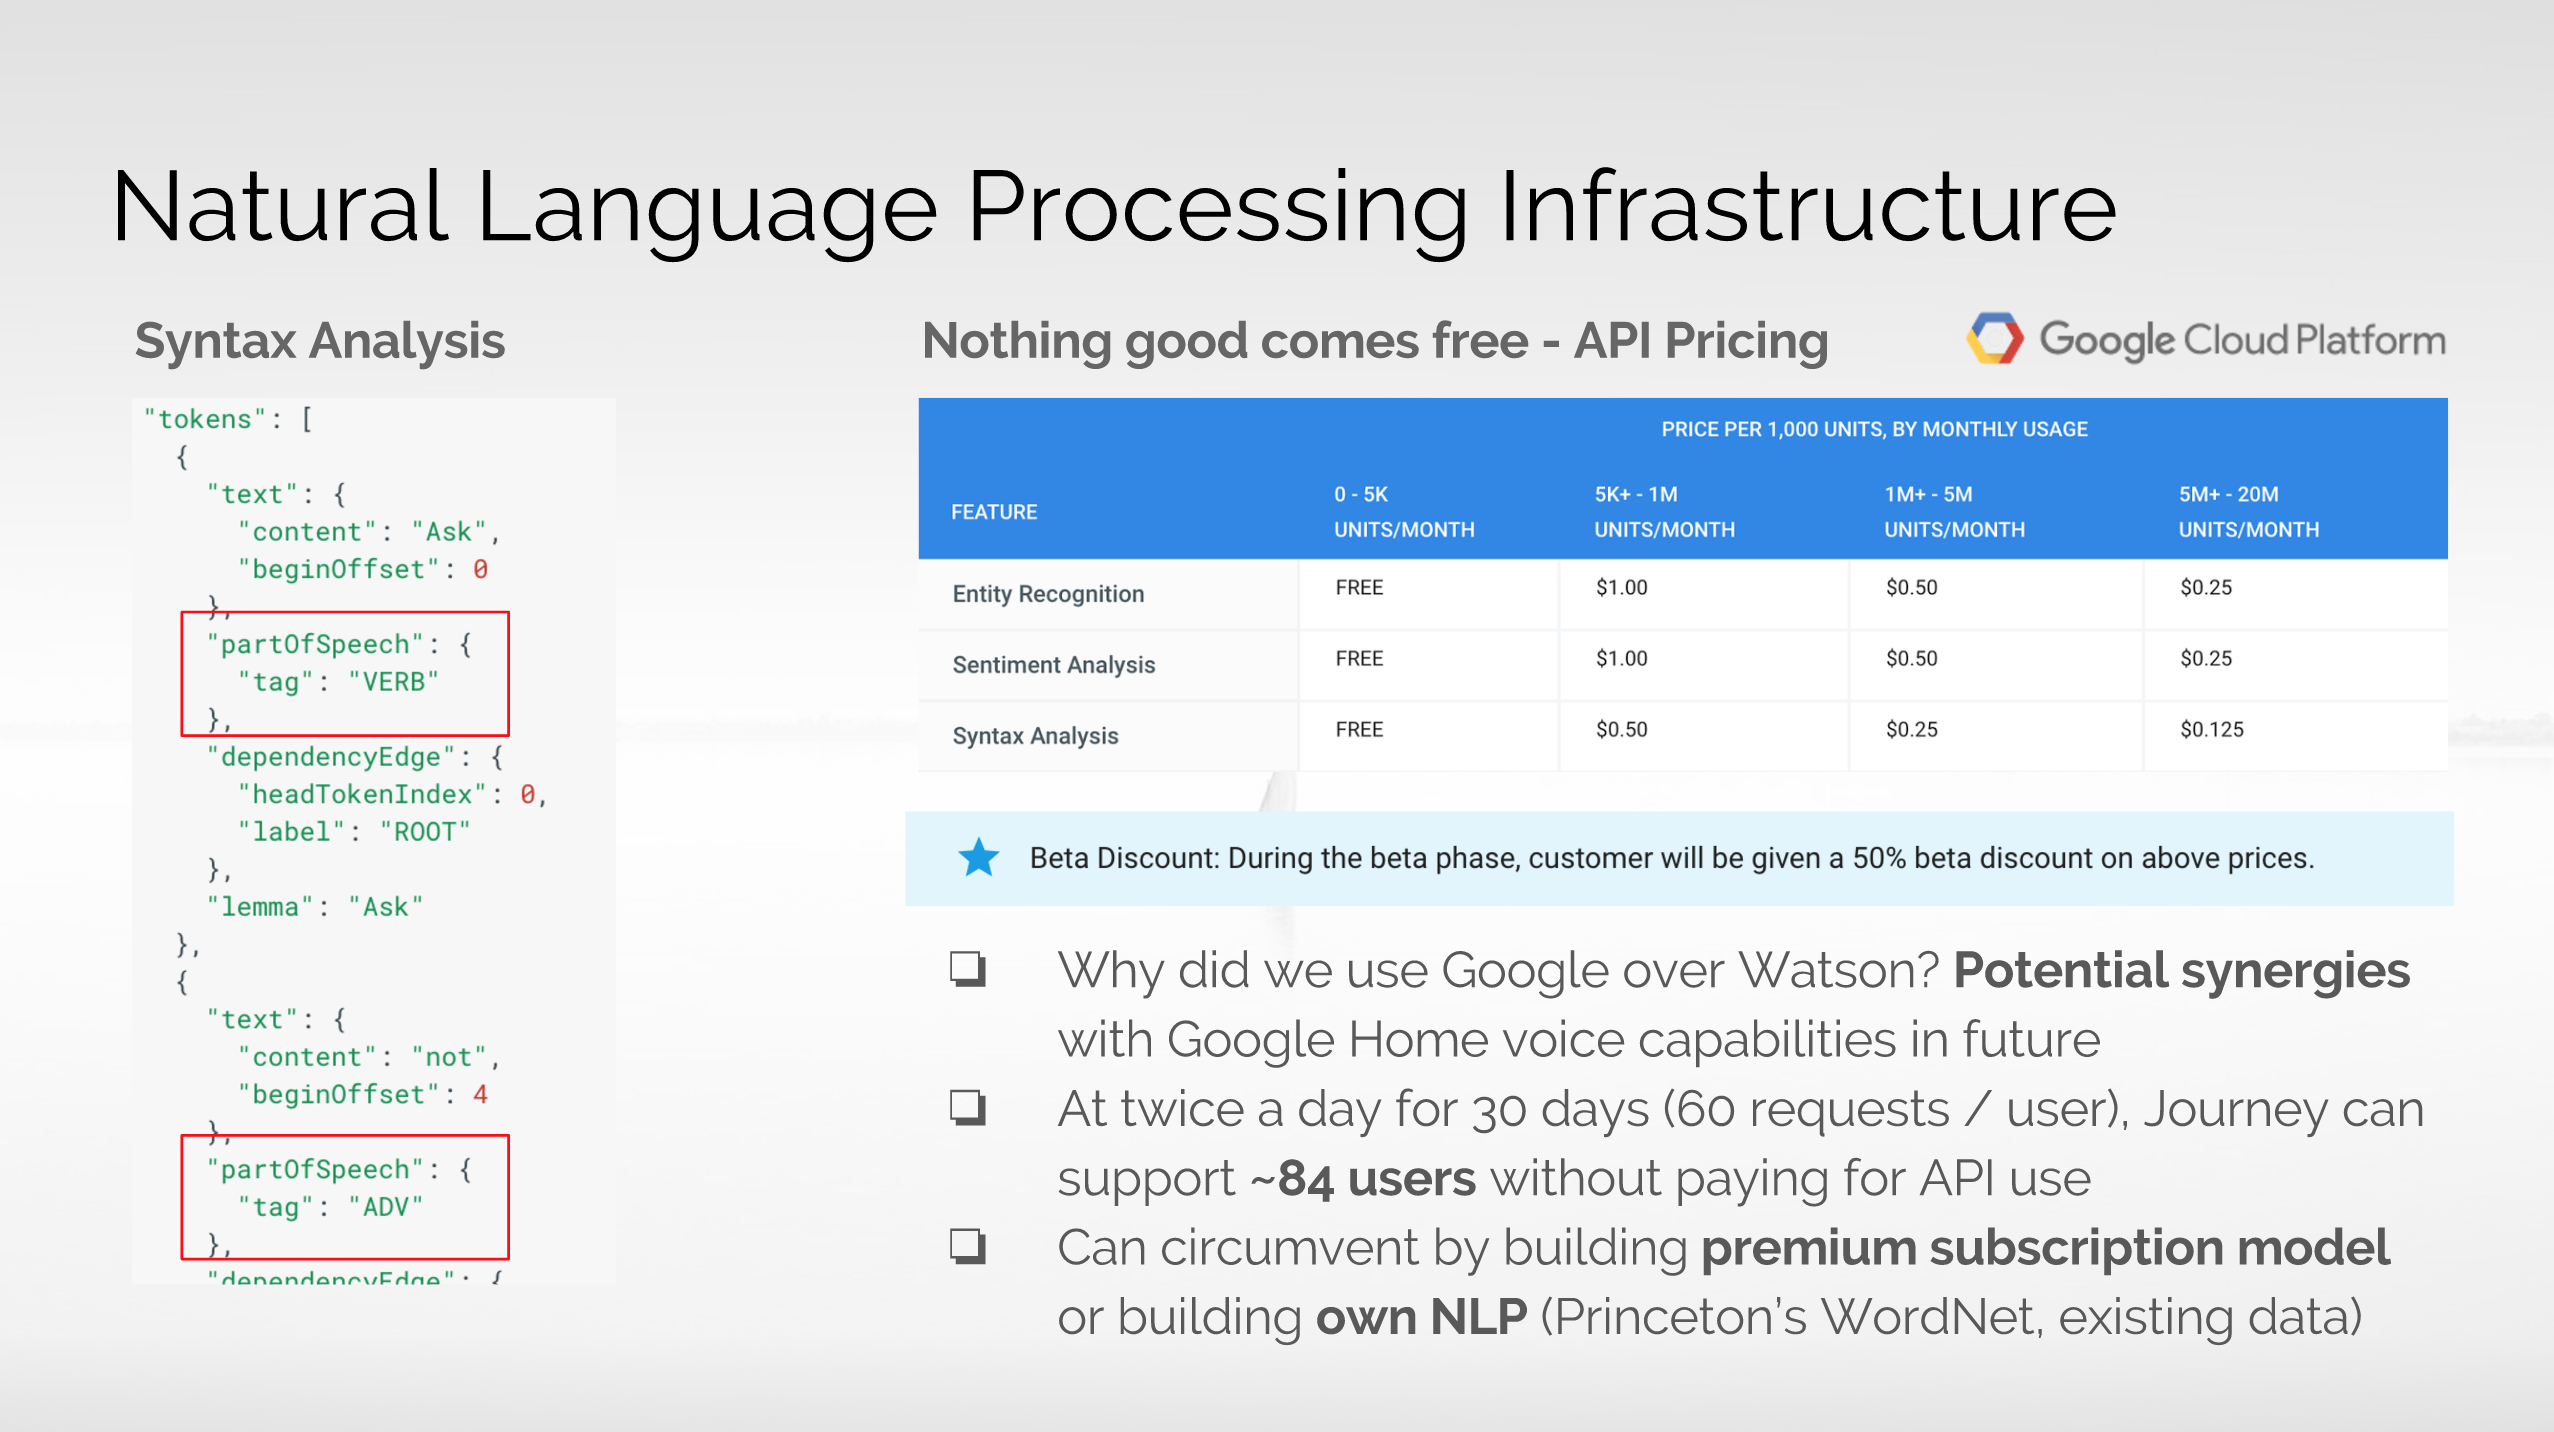 Natural Language Processing Infrastructure
Syntax Analysis
"tokens": [
{
"text": {
"content": "Ask",
"beginOffset": 0
},
"partOfSpeech": {
"tag": "VERB"
},
"dependencyEdge": {
"headTokenIndex": 0,
"label": "ROOT"
},
"lemma": "Ask"
},
{
"text": {
"content": "not",
"beginOffset": 4
},
"partOfSpeech": {
"tag": "ADV"
},
"dependencyEdge": {
Nothing good comes free - API Pricing
Google Cloud Platform
PRICE PER 1,000 UNITS, BY MONTHLY USAGE
FEATURE
0 - 5K
UNITS/MONTH
5K+ - 1M
UNITS/MONTH
1M+ - 5M
UNITS/MONTH
5M+ - 20M
UNITS/MONTH
Entity Recognition FREE $1.00 $0.50 $0.25
Sentiment Analysis FREE $1.00 $0.50 $0.25
Syntax Analysis FREE $0.50 $0.25 $0.125
Beta Discount: During the beta phase, customer will be given a 50% beta discount on above prices.
❏ Why did we use Google over Watson? Potential synergies
with Google Home voice capabilities in future
❏ At twice a day for 30 days (60 requests / user), Journey can
support ~84 users without paying for API use
❏ Can circumvent by building premium subscription model
or building own NLP (Princeton's WordNet, existing data)